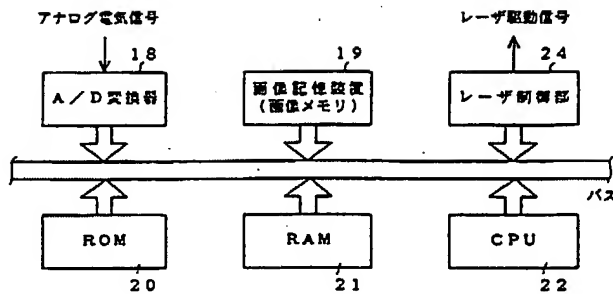 アナログ電気信号
レーザ駆動信号
18
19
24
A/D変換器
画像記憶装置
(画像メモリ)
レーザ制御部
バス
ROM
RAM
CPU
20
21
22